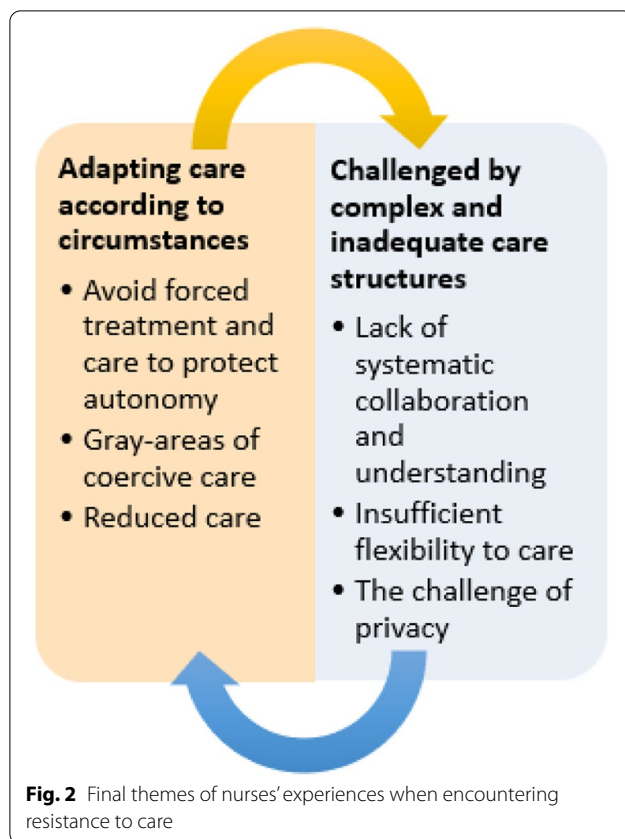 Adapting care
according to
circumstances
• Avoid forced
treatment and
care to protect
autonomy
• Gray-areas of
coercive care
• Reduced care
Challenged by
complex and
inadequate care
structures
• Lack of
systematic
collaboration
and
understanding
• Insufficient
flexibility to care
• The challenge of
privacy
Fig. 2 Final themes of nurses' experiences when encountering
resistance to care